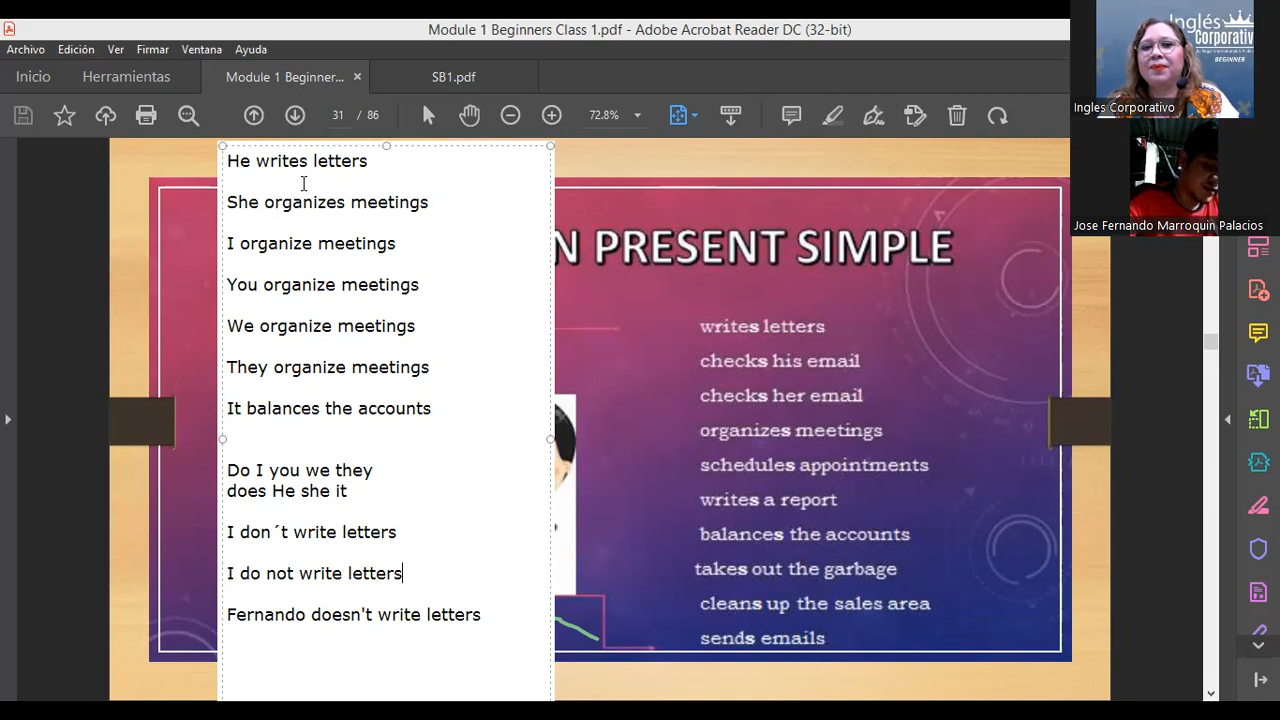 Module 1 Beginners Class 1.pdf - Adobe Acrobat Reader DC (32-bit)
Archivo Edición Ver Firmar Ventana Ayuda
Inicio Herramientas Module 1 Beginner... × SB1.pdf
31 / 86 72.8%
He writes letters
She organizes meetings
I organize meetings
You organize meetings
We organize meetings
They organize meetings
It balances the accounts
Do I you we they
does He she it
I don´t write letters
I do not write letters
Fernando doesn't write letters
N PRESENT SIMPLE
writes letters
checks his email
checks her email
organizes meetings
schedules appointments
writes a report
balances the accounts
takes out the garbage
cleans up the sales area
sends emails
Inglés
Corporativ
BEGINNER
Ingles Corporativo
Jose Fernando Marroquin Palacios